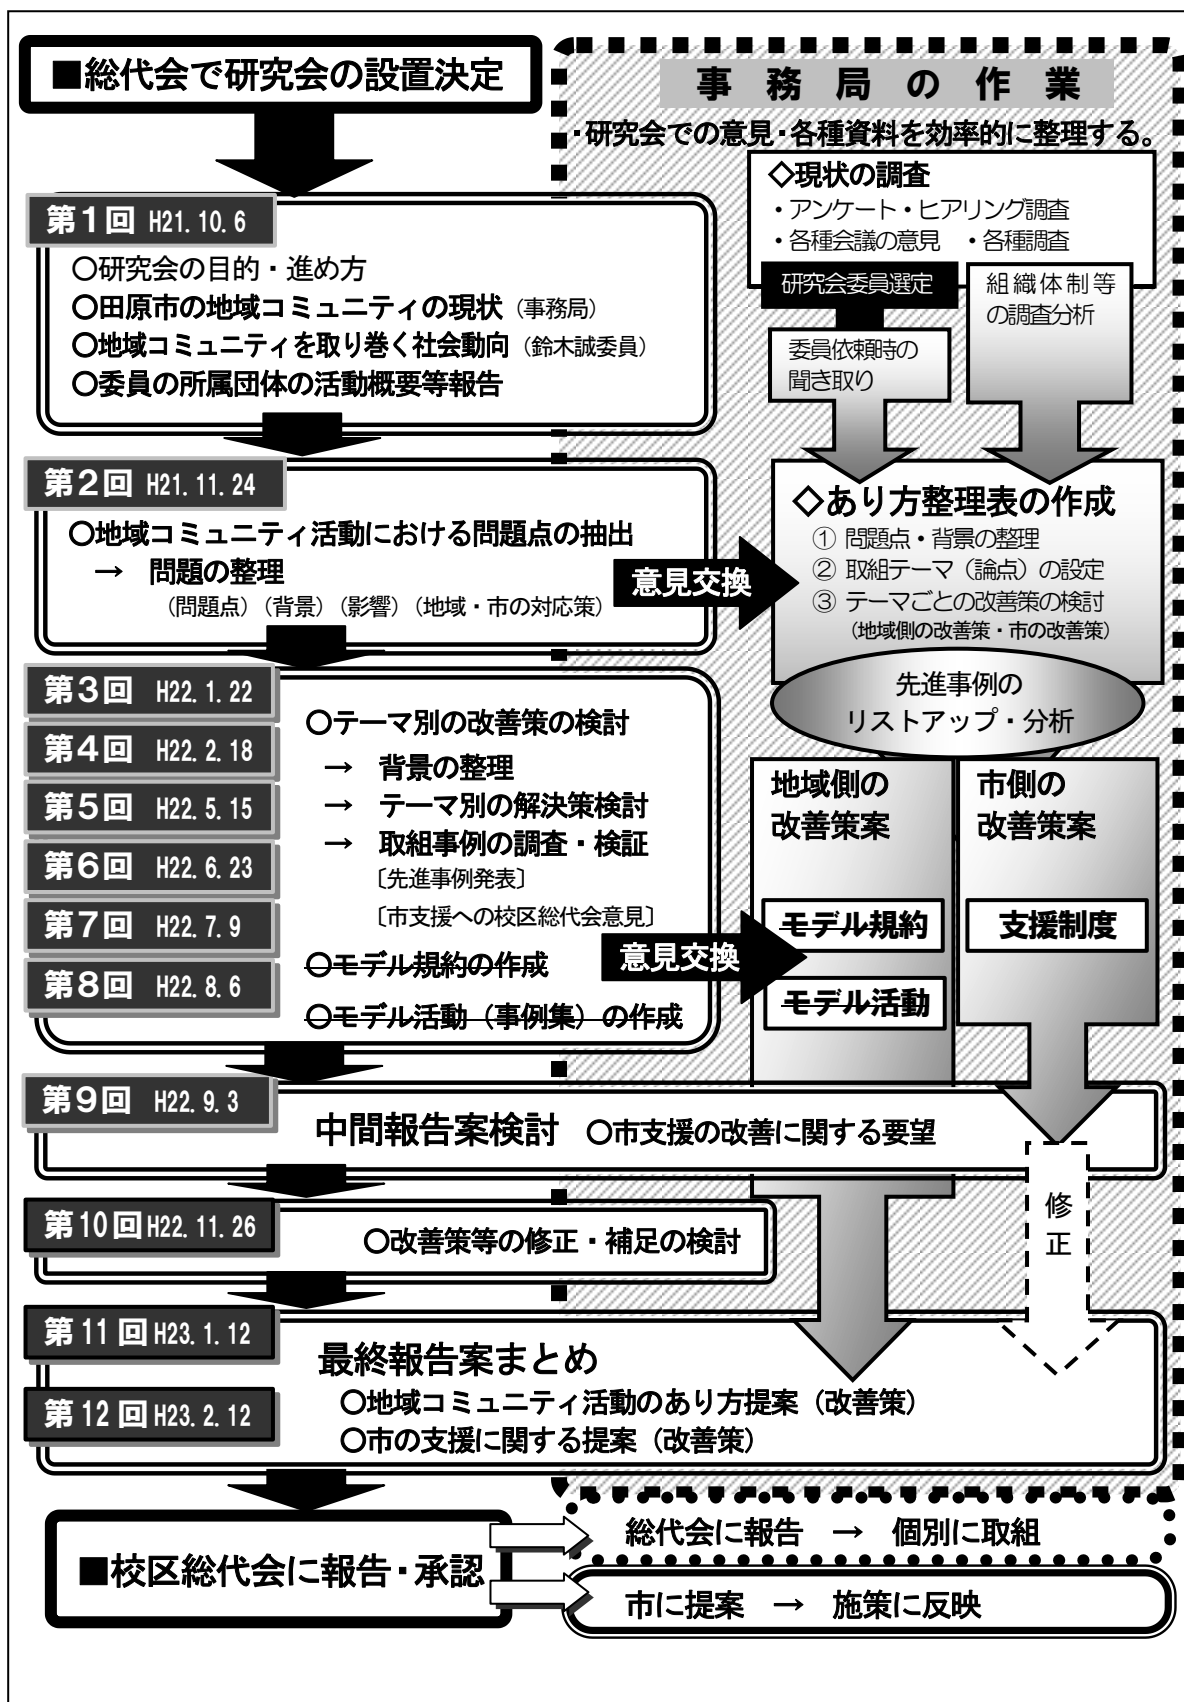 ■総代会で研究会の設置決定
事務局の作業
・研究会での意見・各種資料を効率的に整理する。
◇現状の調査
・アンケート・ヒアリング調査
・各種会議の意見　・各種調査
研究会委員選定
組織体制等
の調査分析
委員依頼時の
聞き取り
第1回 H21.10.6
○研究会の目的・進め方
○田原市の地域コミュニティの現状（事務局）
○地域コミュニティを取り巻く社会動向（鈴木誠委員）
○委員の所属団体の活動概要等報告
第2回 H21.11.24
○地域コミュニティ活動における問題点の抽出
→　問題の整理
（問題点）（背景）（影響）（地域・市の対応策）
意見交換
◇あり方整理表の作成
① 問題点・背景の整理
② 取組テーマ（論点）の設定
③ テーマごとの改善策の検討
（地域側の改善策・市の改善策）
先進事例の
リストアップ・分析
第3回 H22.1.22
第4回 H22.2.18
第5回 H22.5.15
第6回 H22.6.23
第7回 H22.7.9
第8回 H22.8.6
○テーマ別の改善策の検討
→　背景の整理
→　テーマ別の解決策検討
→　取組事例の調査・検証
〔先進事例発表〕
〔市支援への校区総代会意見〕
○モデル規約の作成
○モデル活動（事例集）の作成
意見交換
地域側の
改善策案
モデル規約
モデル活動
市側の
改善策案
支援制度
第9回 H22.9.3
中間報告案検討　○市支援の改善に関する要望
修正
第10回 H22.11.26
○改善策等の修正・補足の検討
第11回 H23.1.12
第12回 H23.2.12
最終報告案まとめ
○地域コミュニティ活動のあり方提案（改善策）
○市の支援に関する提案（改善策）
■校区総代会に報告・承認
総代会に報告　→　個別に取組
市に提案　→　施策に反映